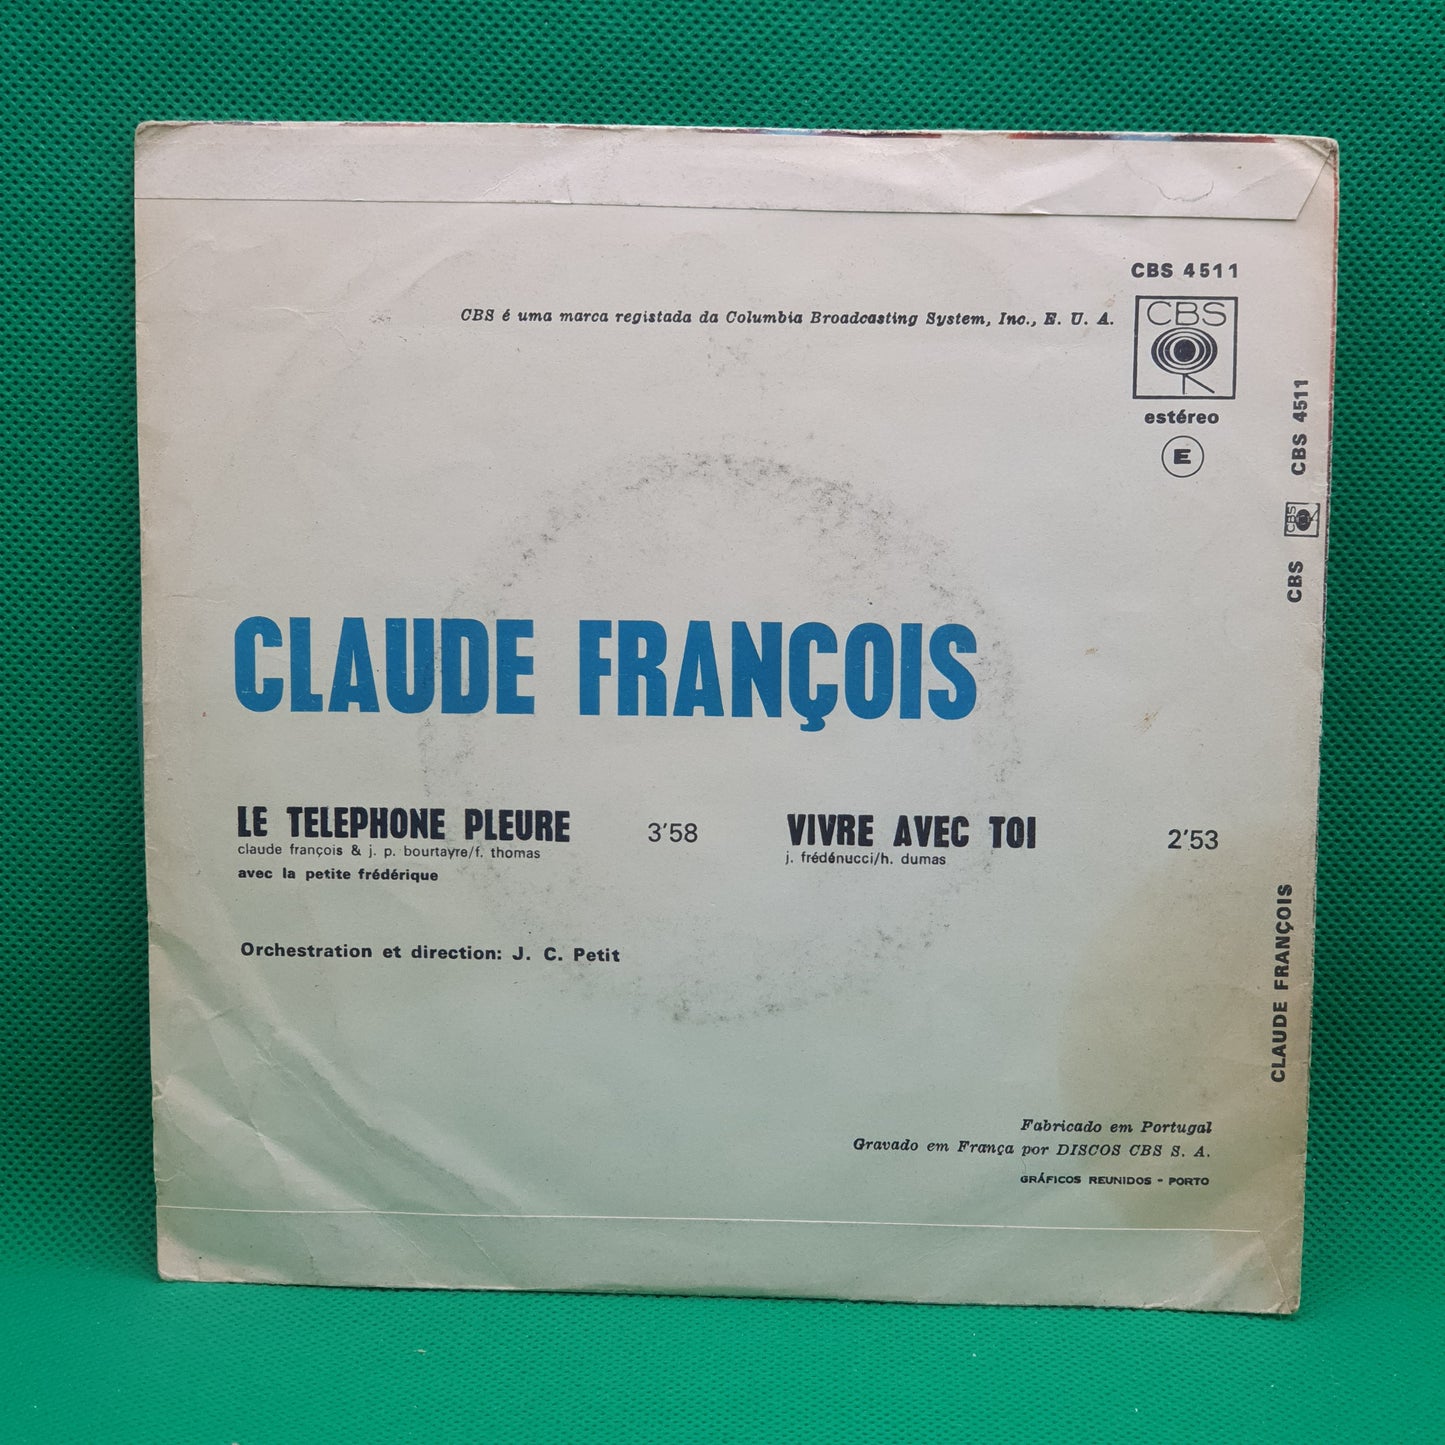 CBS 4511
CBS é uma marca registada da Columbia Broadcasting System, Inc., E. U. A.
CBS
estéreo
E
CBS 4511
CBS
CBS
CLAUDE FRANÇOIS
CLAUDE FRANÇOIS
LE TELEPHONE PLEURE 3'58
claude françois & j. p. bourtayre/f. thomas
avec la petite frédérique
VIVRE AVEC TOI 2'53
j. frédénucci/h. dumas
Orchestration et direction: J. C. Petit
Fabricado em Portugal
Gravado em França por DISCOS CBS S. A.
GRÁFICOS REUNIDOS - PORTO